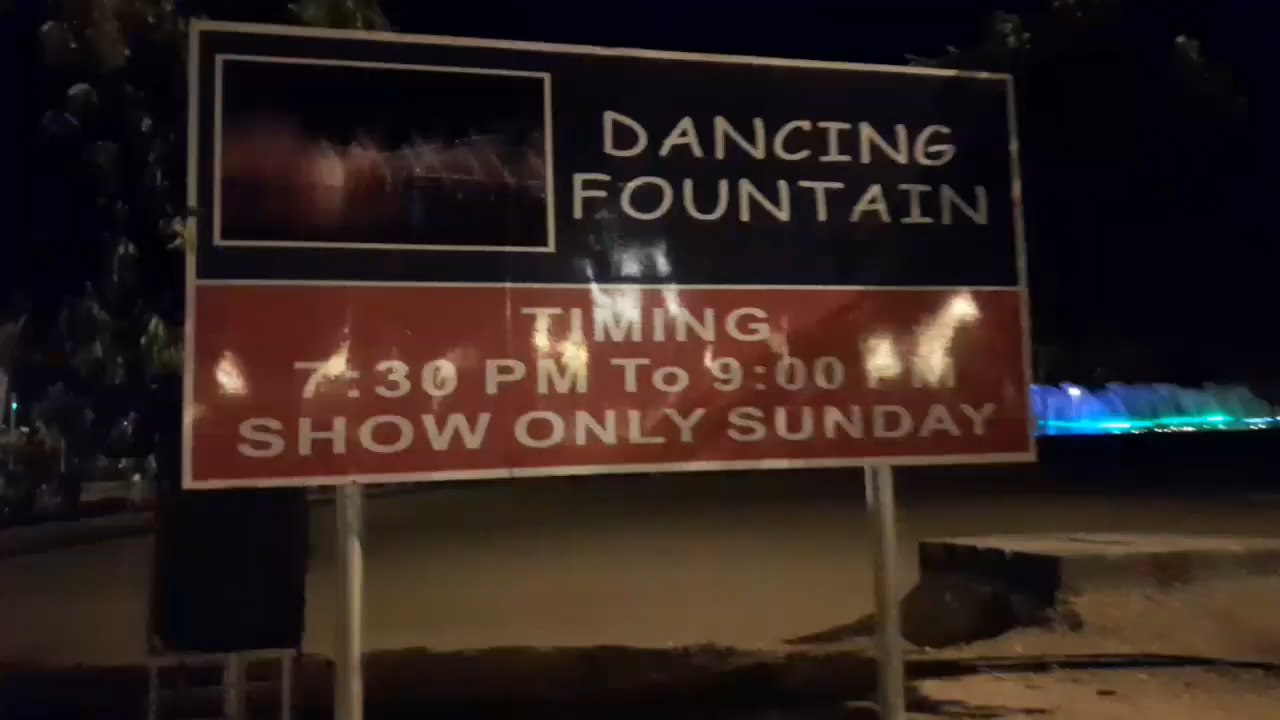 DANCING
FOUNTAIN
TIMING
7:30 PM To 9:00 PM
SHOW ONLY SUNDAY